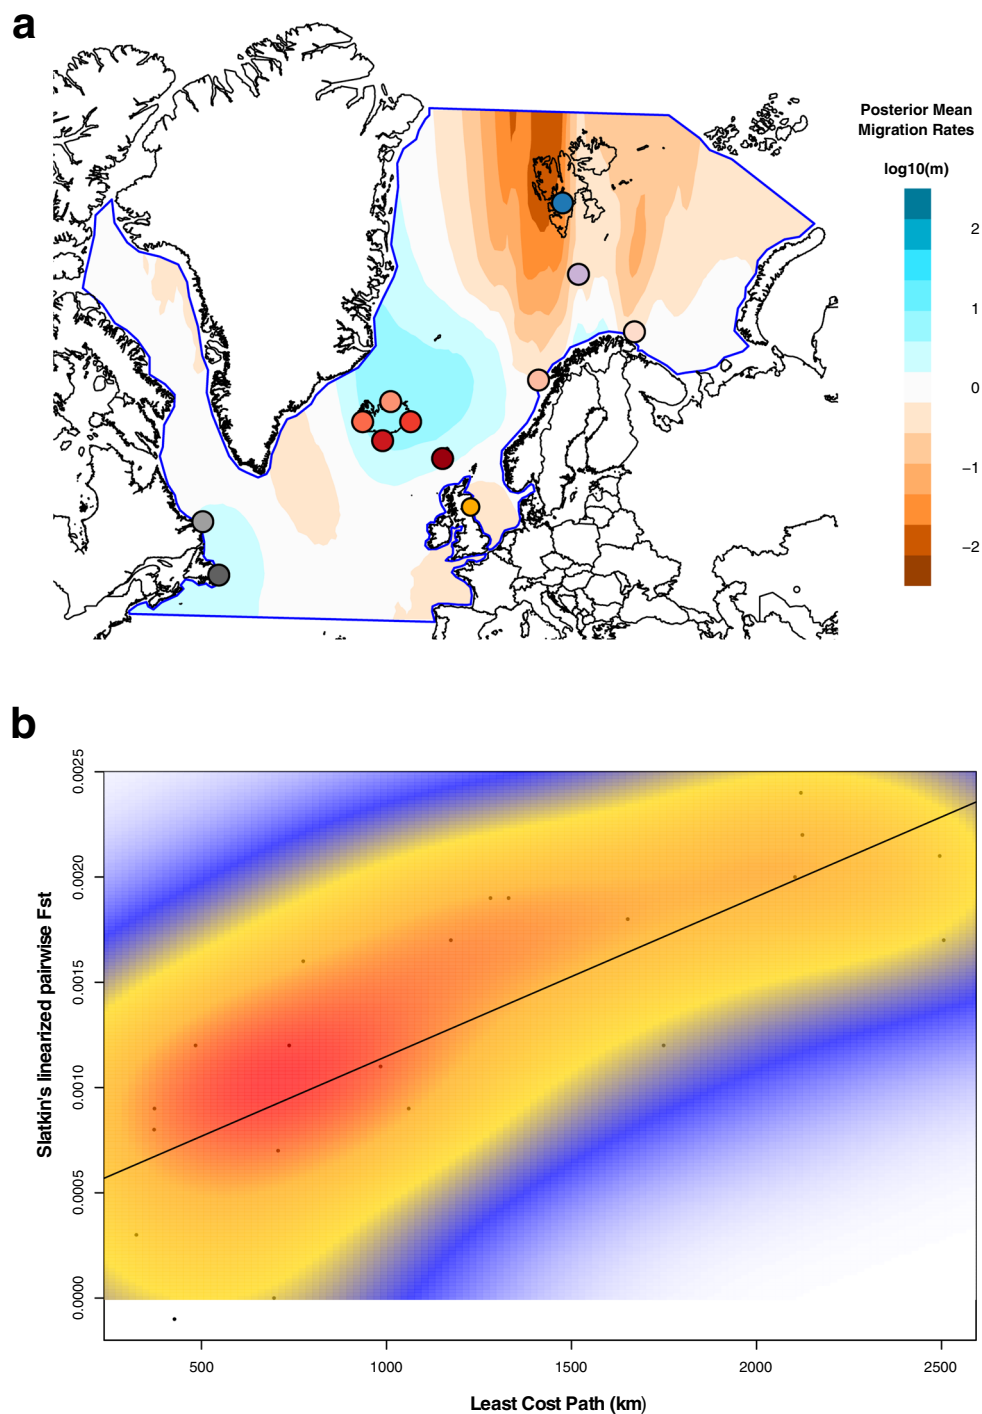 a
Posterior Mean
Migration Rates
log10(m)
2
1
0
−1
−2
b
Slatkin's linearized pairwise Fst
0.0025
0.0020
0.0015
0.0010
0.0005
0.0000
500
1000
1500
2000
2500
Least Cost Path (km)